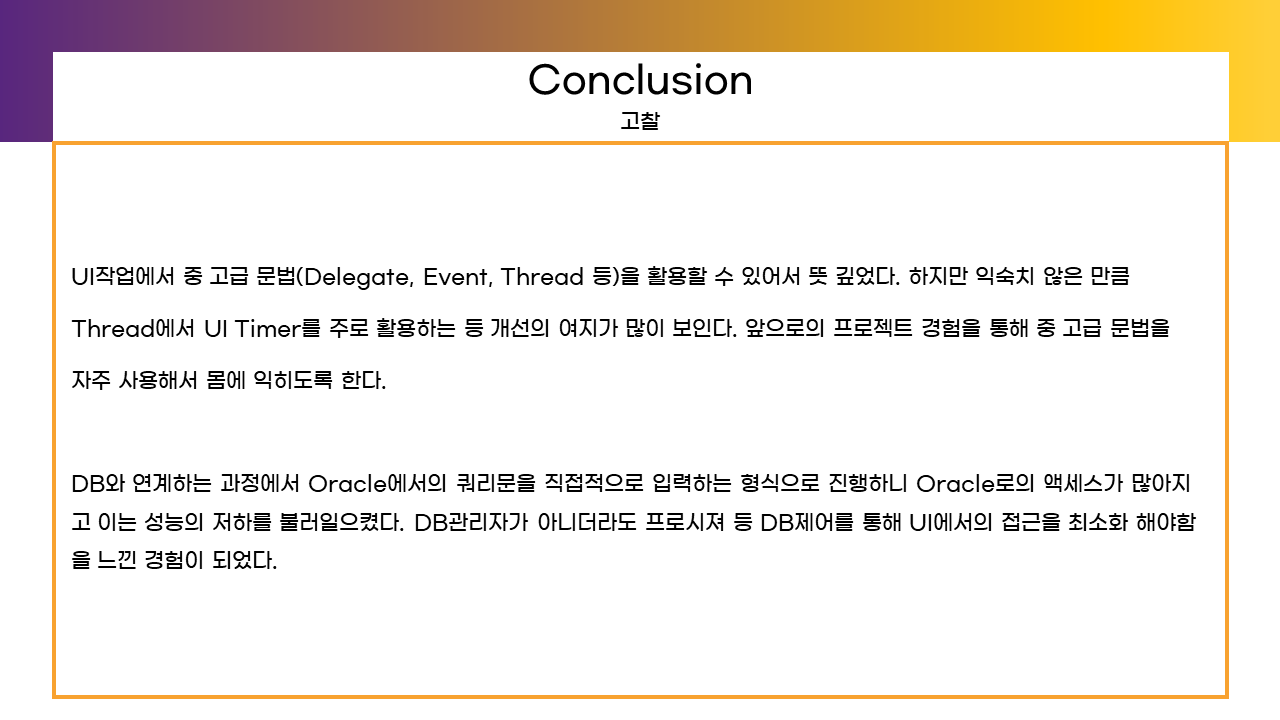 Conclusion
고찰
UI작업에서 중 고급 문법(Delegate, Event, Thread 등)을 활용할 수 있어서 뜻 깊었다. 하지만 익숙치 않은 만큼
Thread에서 UI Timer를 주로 활용하는 등 개선의 여지가 많이 보인다. 앞으로의 프로젝트 경험을 통해 중 고급 문법을
자주 사용해서 몸에 익히도록 한다.
DB와 연계하는 과정에서 Oracle에서의 쿼리문을 직접적으로 입력하는 형식으로 진행하니 Oracle로의 액세스가 많아지
고 이는 성능의 저하를 불러일으켰다. DB관리자가 아니더라도 프로시져 등 DB제어를 통해 UI에서의 접근을 최소화 해야함
을 느낀 경험이 되었다.